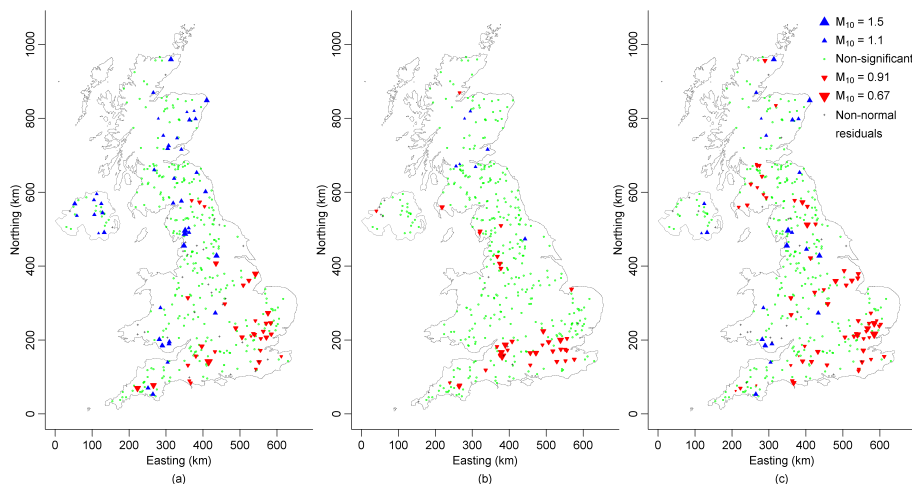 M10 = 1.5
M10 = 1.1
Non-significant
M10 = 0.91
M10 = 0.67
Non-normal
residuals
Northing (km)
0
200
400
600
800
1000
0 100 200 300 400 500 600
Easting (km)
(a)
Northing (km)
0
200
400
600
800
1000
0 100 200 300 400 500 600
Easting (km)
(b)
Northing (km)
0
200
400
600
800
1000
0 100 200 300 400 500 600
Easting (km)
(c)